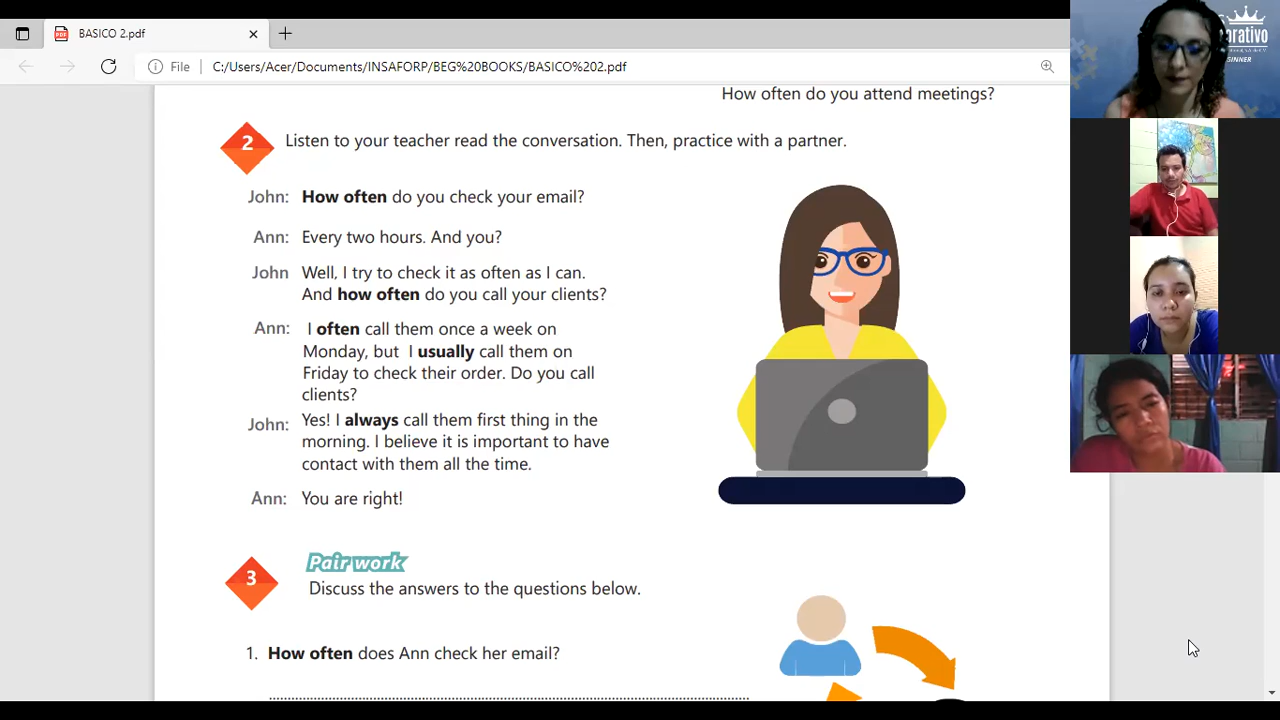 BASICO 2.pdf
File C:/Users/Acer/Documents/INSAFORP/BEG%20BOOKS/BASICO%202.pdf
orativo
GINNER
How often do you attend meetings?
2 Listen to your teacher read the conversation. Then, practice with a partner.
John: How often do you check your email?
Ann: Every two hours. And you?
John Well, I try to check it as often as I can.
And how often do you call your clients?
Ann: I often call them once a week on
Monday, but I usually call them on
Friday to check their order. Do you call
clients?
John: Yes! I always call them first thing in the
morning. I believe it is important to have
contact with them all the time.
Ann: You are right!
3 Pair work
Discuss the answers to the questions below.
1. How often does Ann check her email?